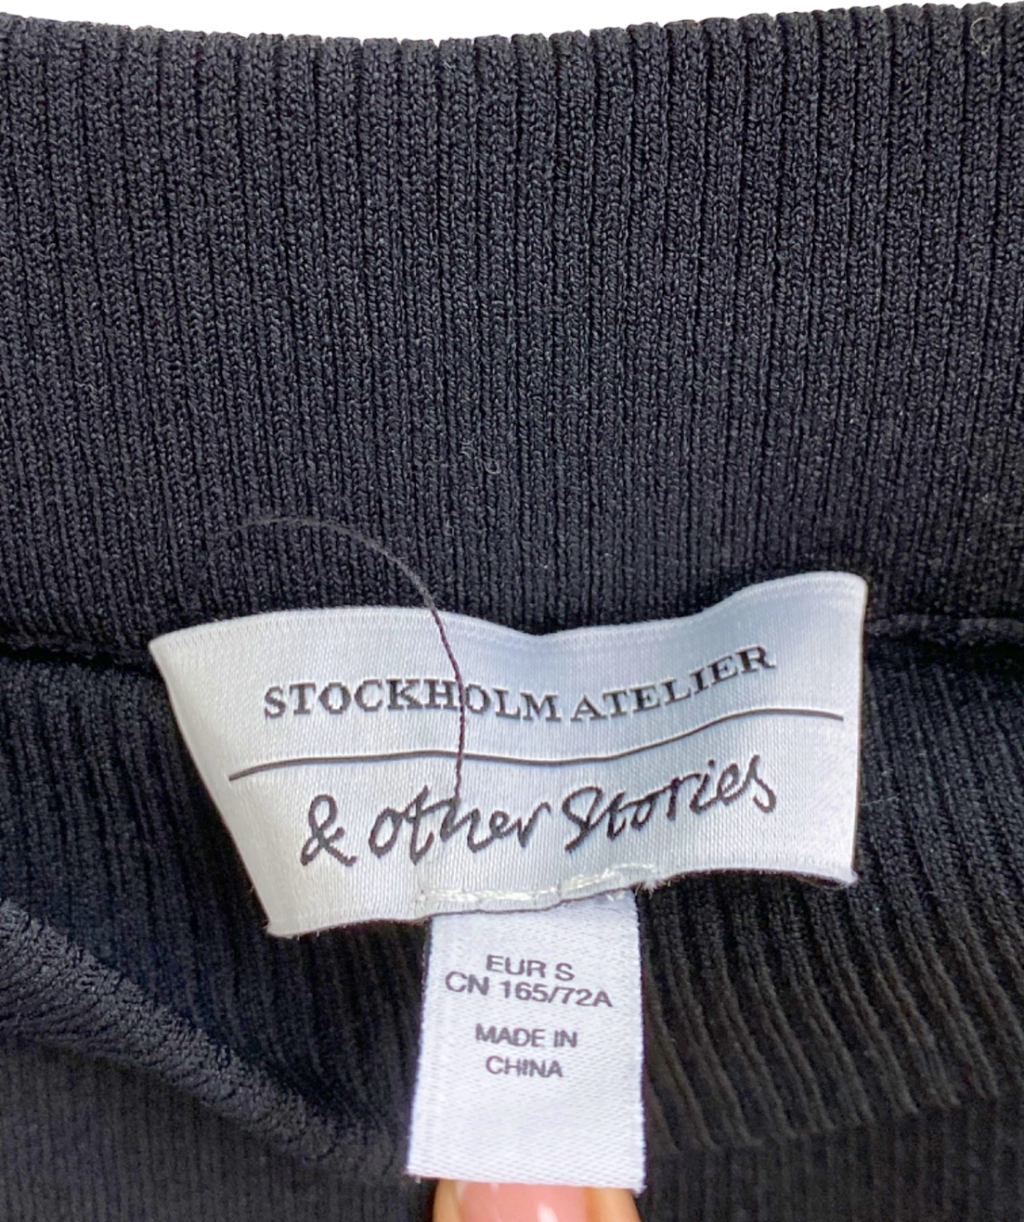 STOCKHOLM ATELIER
& other Stories
EUR S
CN 165/72A
MADE IN
CHINA